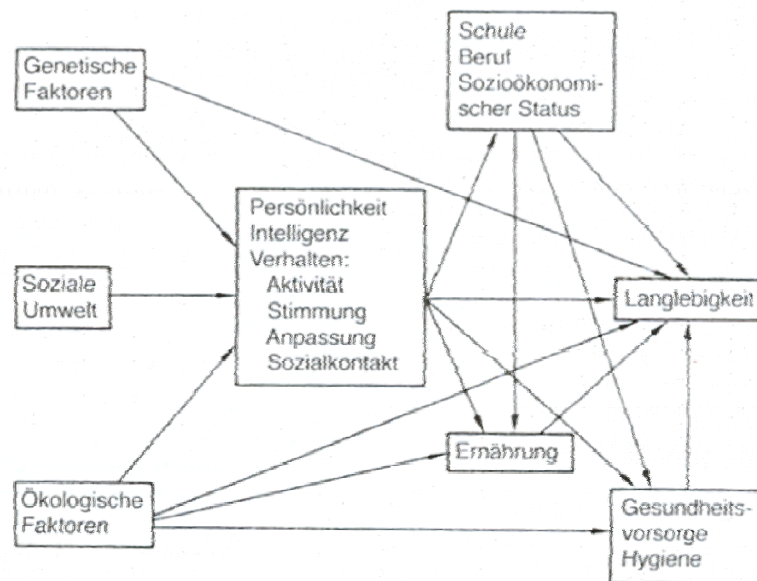 Genetische
Faktoren
Soziale
Umwelt
Ökologische
Faktoren
Persönlichkeit
Intelligenz
Verhalten:
Aktivität
Stimmung
Anpassung
Sozialkontakt
Schule
Beruf
Sozioökonomi-
scher Status
Ernährung
Langlebigkeit
Gesundheits-
vorsorge
Hygiene